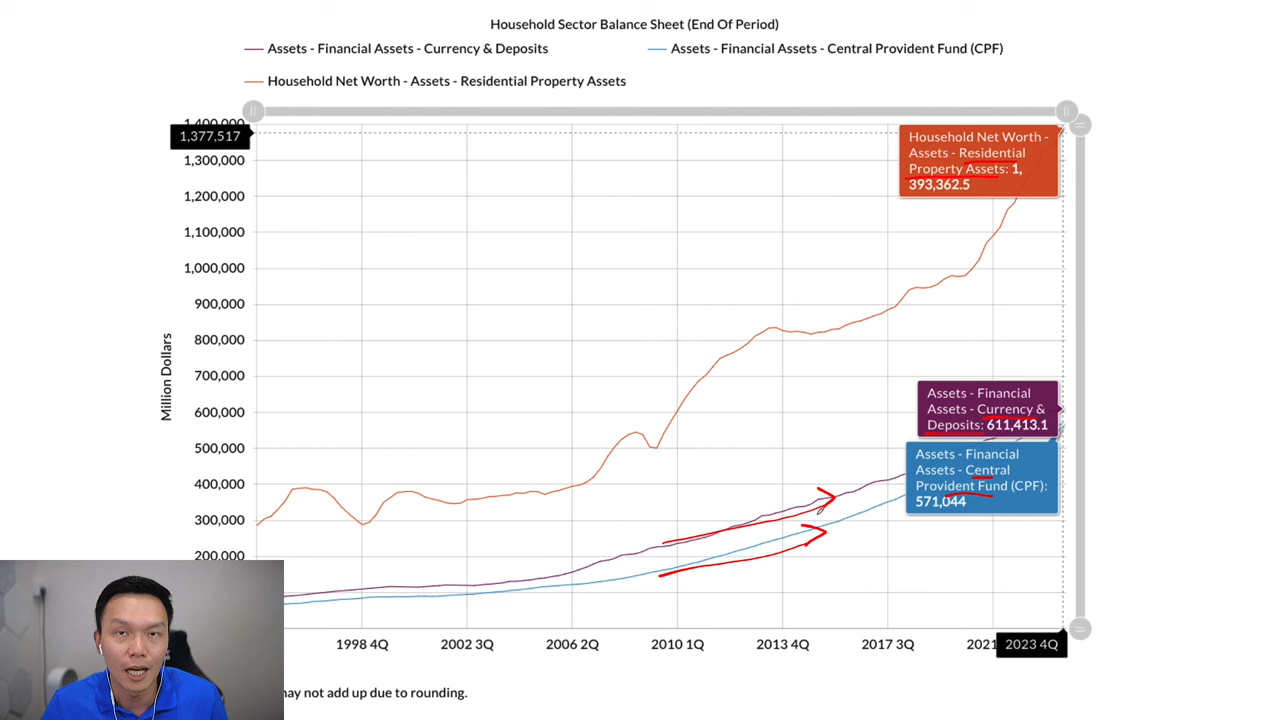 Household Sector Balance Sheet (End Of Period)
Assets - Financial Assets - Currency & Deposits
Assets - Financial Assets - Central Provident Fund (CPF)
Household Net Worth - Assets - Residential Property Assets
1,400,000
1,377,517
1,300,000
1,200,000
1,100,000
1,000,000
900,000
800,000
700,000
600,000
500,000
400,000
300,000
200,000
Million Dollars
Household Net Worth -
Assets - Residential
Property Assets: 1,
393,362.5
Assets - Financial
Assets - Currency &
Deposits: 611,413.1
Assets - Financial
Assets - Central
Provident Fund (CPF):
571,044
1998 4Q
2002 3Q
2006 2Q
2010 1Q
2013 4Q
2017 3Q
2021
2023 4Q
may not add up due to rounding.